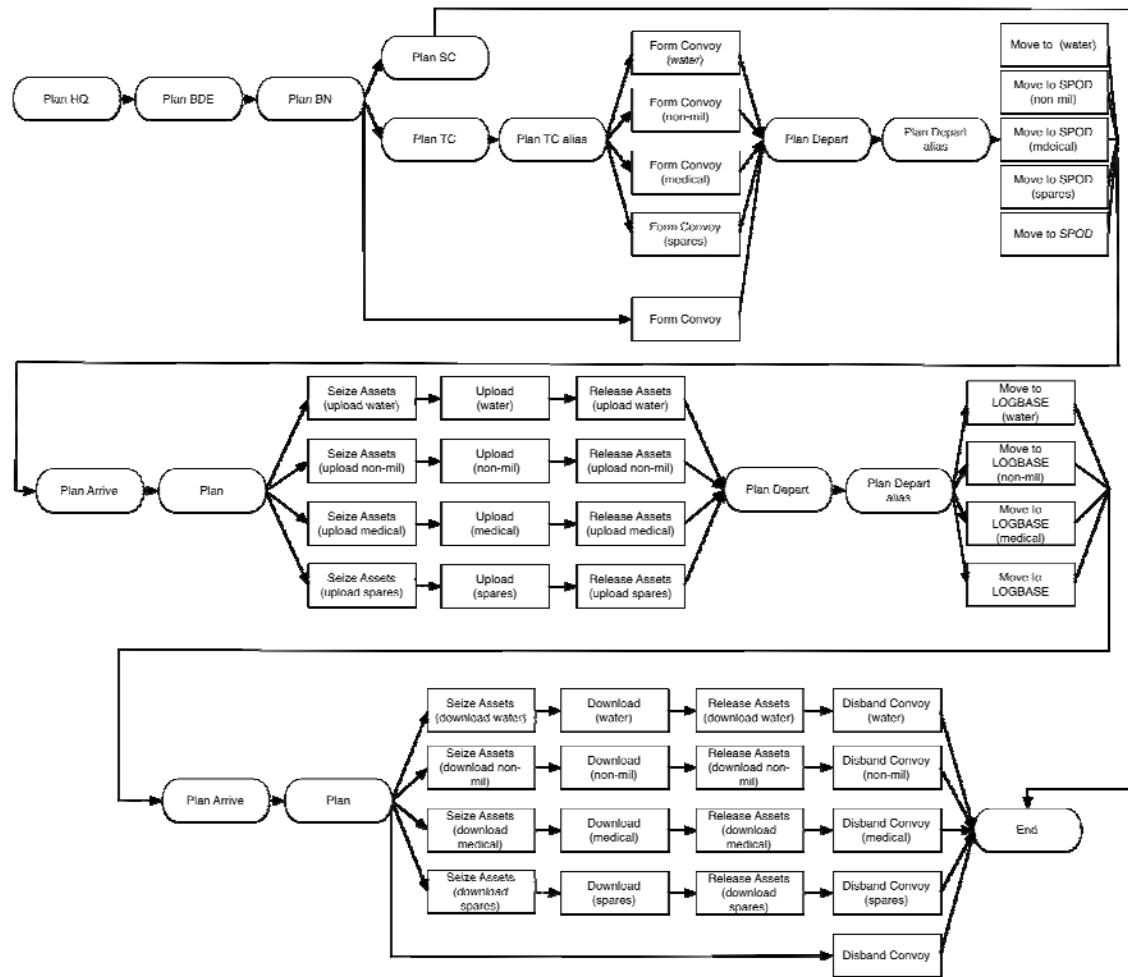 Plan SC
Form Convoy
(water)
Move to (water)
Plan HQ
Plan BDE
Plan BN
Form Convoy
(non-mil)
Move to SPOD
(non mil)
Plan TC
Plan TC alias
Plan Depart
Plan Depart
alias
Move to SPOD
(mdeical)
Form Convoy
(medical)
Move to SPOD
(spares)
Form Convoy
(spares)
Move to SPOD
Form Convoy
Seize Assets
(upload water)
Upload
(water)
Release Assets
(upload water)
Move to
LOGBASE
(water)
Seize Assets
(upload non-mil)
Upload
(non-mil)
Release Assets
(upload non-mil)
Move to
LOGBASE
(non-mil)
Plan Arrive
Plan
Plan Depart
Plan Depart
alias
Seize Assets
(upload medical)
Upload
(medical)
Release Assets
(upload medical)
Move to
LOGBASE
(medical)
Seize Assets
(upload spares)
Upload
(spares)
Release Assets
(upload spares)
Move to
LOGBASE
Seize Assets
(download water)
Download
(water)
Release Assets
(download water)
Disband Convoy
(water)
Seize Assets
(download non-
mil)
Download
(non-mil)
Release Assets
(download non-
mil)
Disband Convoy
(non-mil)
Plan Arrive
Plan
Seize Assets
(download
medical)
Download
(medical)
Release Assets
(download
medical)
Disband Convoy
(medical)
End
Seize Assets
(download
spares)
Download
(spares)
Release Assets
(download
spares)
Disband Convoy
(spares)
Disband Convoy